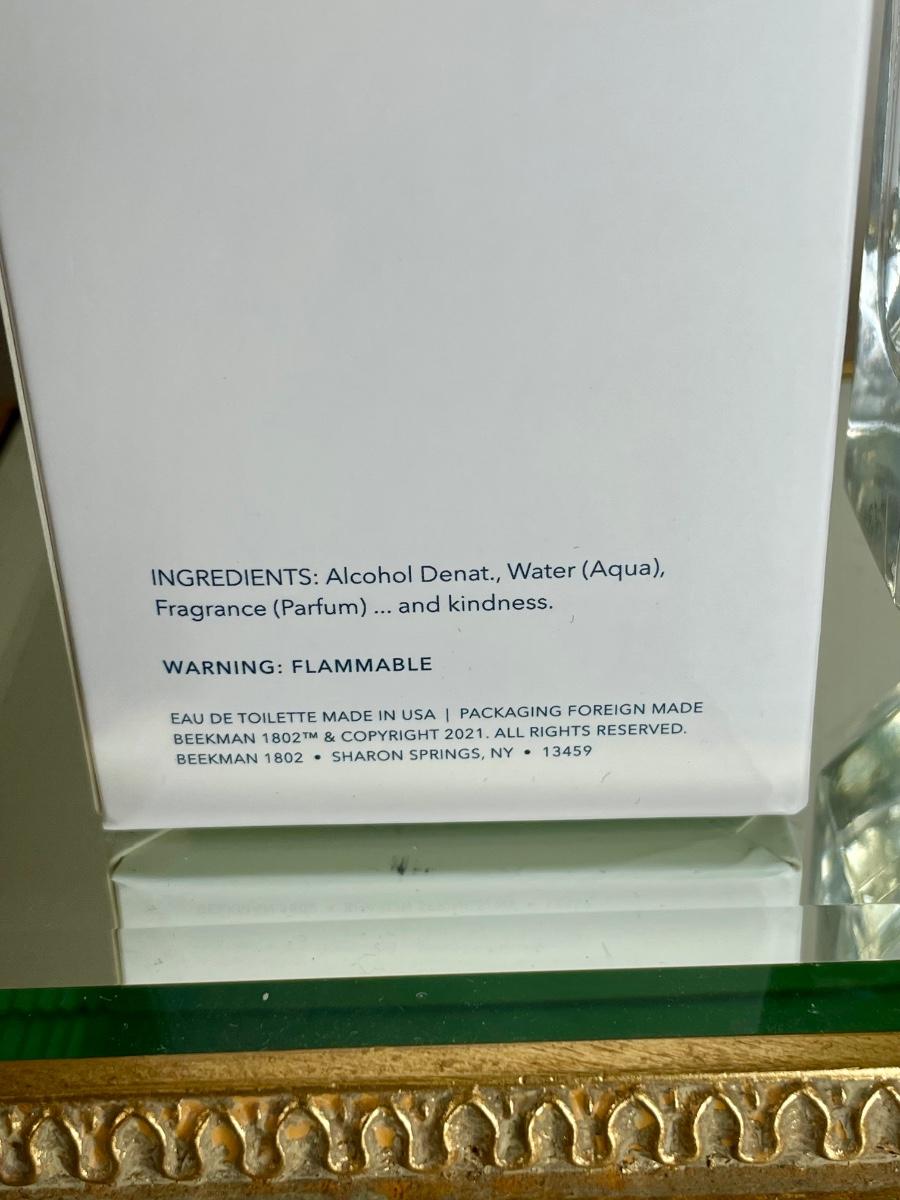 INGREDIENTS: Alcohol Denat., Water (Aqua),
Fragrance (Parfum) ... and kindness.
WARNING: FLAMMABLE
EAU DE TOILETTE MADE IN USA | PACKAGING FOREIGN MADE
BEEKMAN 1802™ & COPYRIGHT 2021. ALL RIGHTS RESERVED.
BEEKMAN 1802 • SHARON SPRINGS, NY • 13459